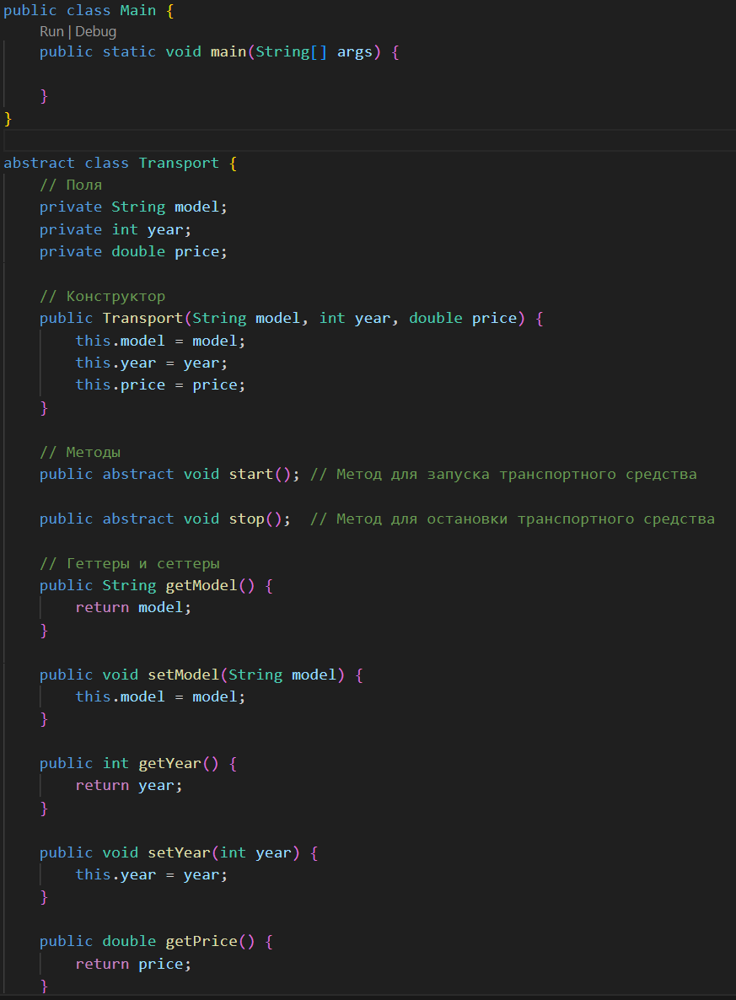 public class Main {
Run | Debug
public static void main(String[] args) {
}
}
abstract class Transport {
// Поля
private String model;
private int year;
private double price;
// Конструктор
public Transport(String model, int year, double price) {
this.model = model;
this.year = year;
this.price = price;
}
// Методы
public abstract void start(); // Метод для запуска транспортного средства
public abstract void stop();  // Метод для остановки транспортного средства
// Геттеры и сеттеры
public String getModel() {
return model;
}
public void setModel(String model) {
this.model = model;
}
public int getYear() {
return year;
}
public void setYear(int year) {
this.year = year;
}
public double getPrice() {
return price;
}